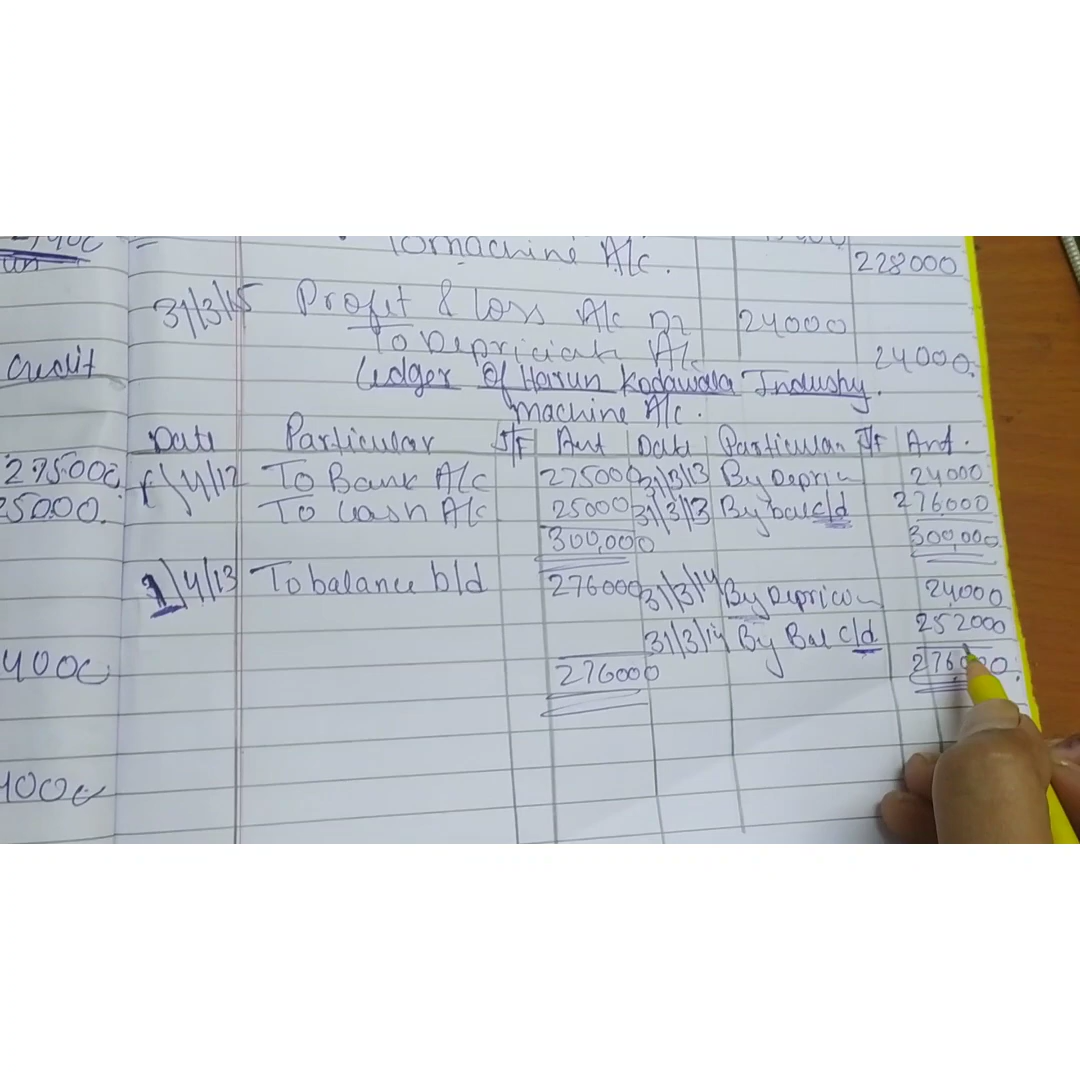 To machine A/c.
228000
31/3/15 Profit & loss A/c Dr 24000
To Depriciate A/c 24000.
Credit
Ledger Of Harun Kodawala Industry.
machine A/c.
Date Particular J/F Amt Date Particular J/F Amt.
275000 1/4/12 To Bank A/c 275000 31/3/13 By Depric 24000
25000. To Cash A/c 25000 31/3/13 By bal c/d 276000
300,000 300,000
1/4/13 To balance b/d 276000 31/3/14 By Depricon 24000
31/3/14 By Bal c/d 252000
276000 276000